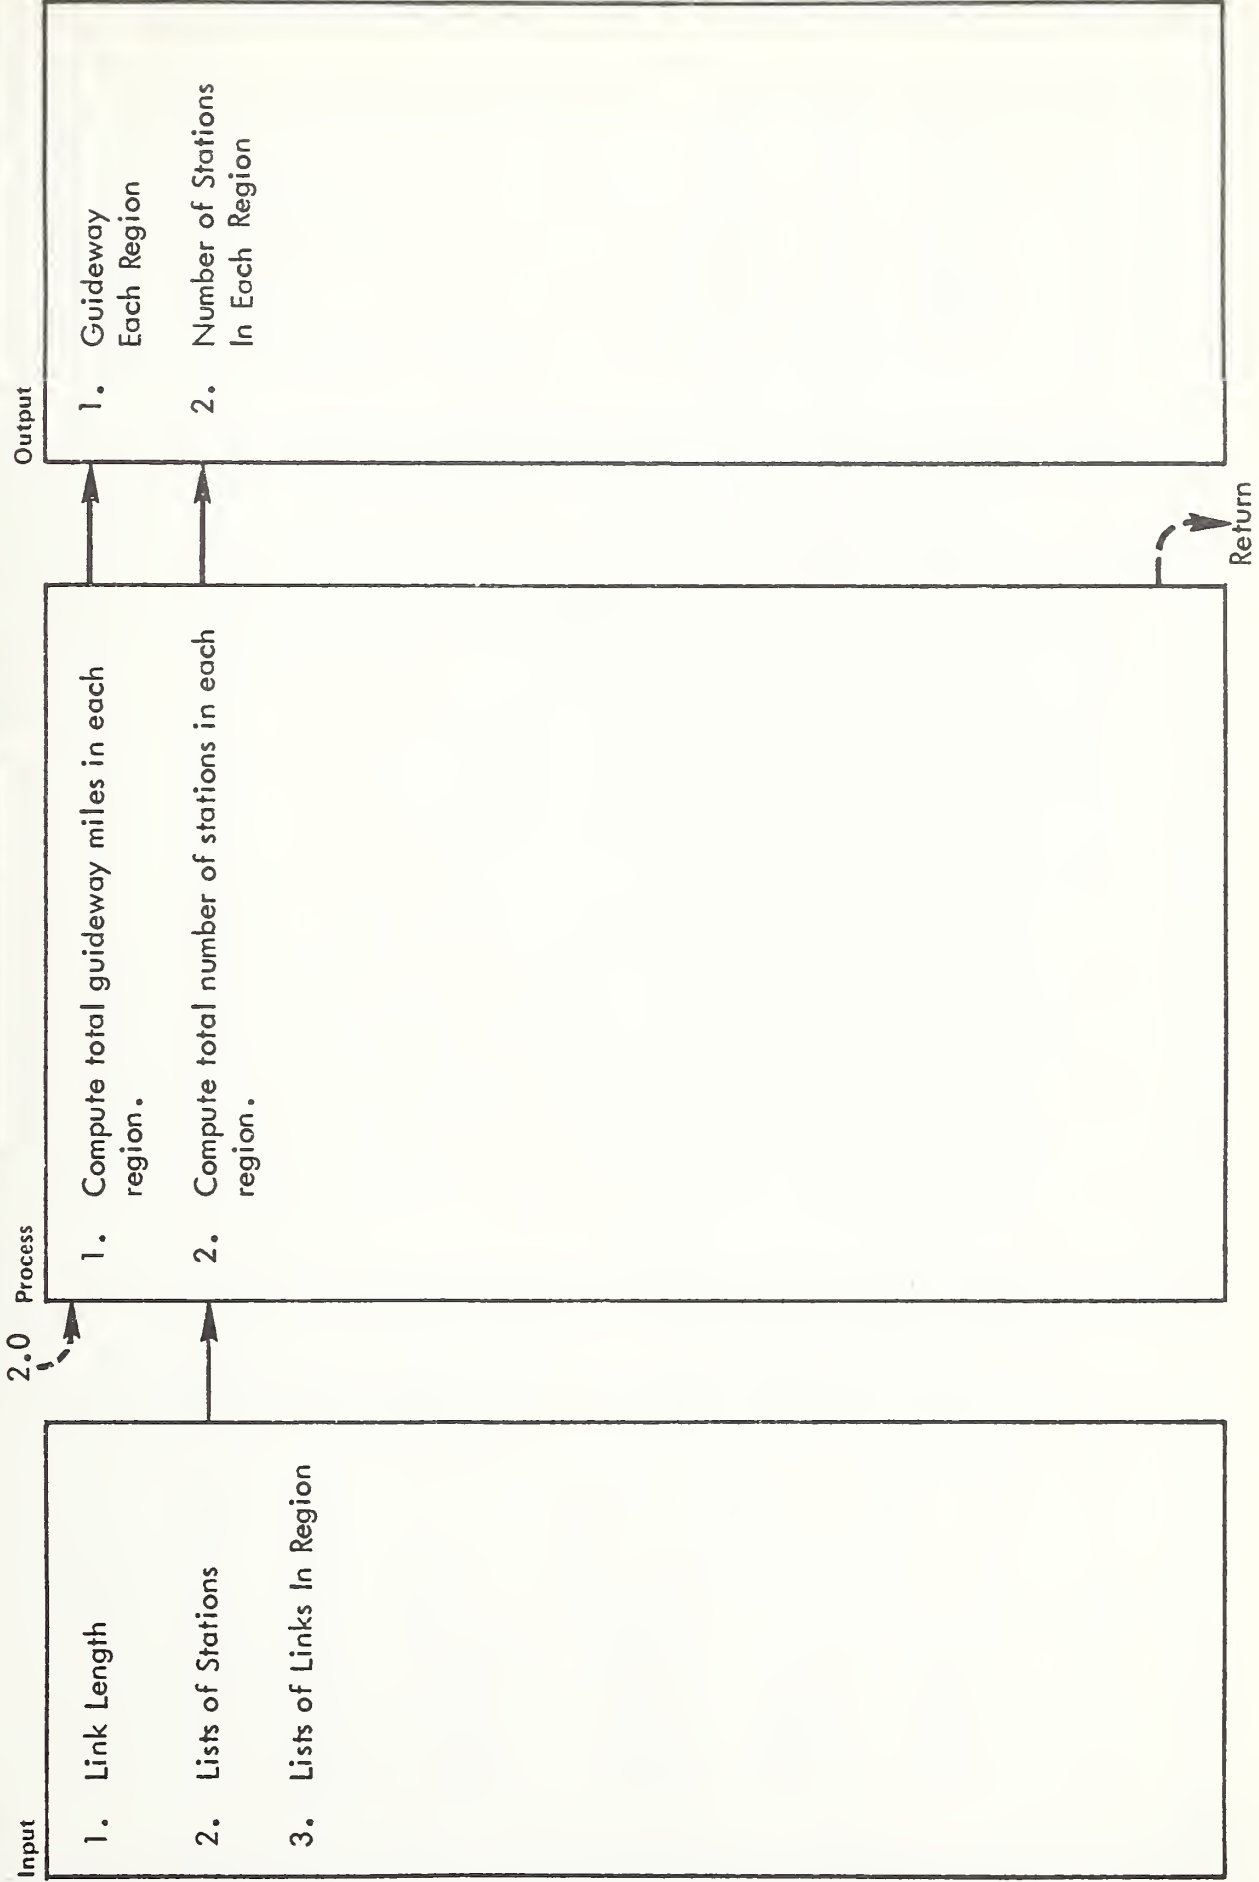 Input
1. Link Length
2. Lists of Stations
3. Lists of Links In Region
2.0
Process
1. Compute total guideway miles in each
region.
2. Compute total number of stations in each
region.
Return
Output
1. Guideway
Each Region
2. Number of Stations
In Each Region